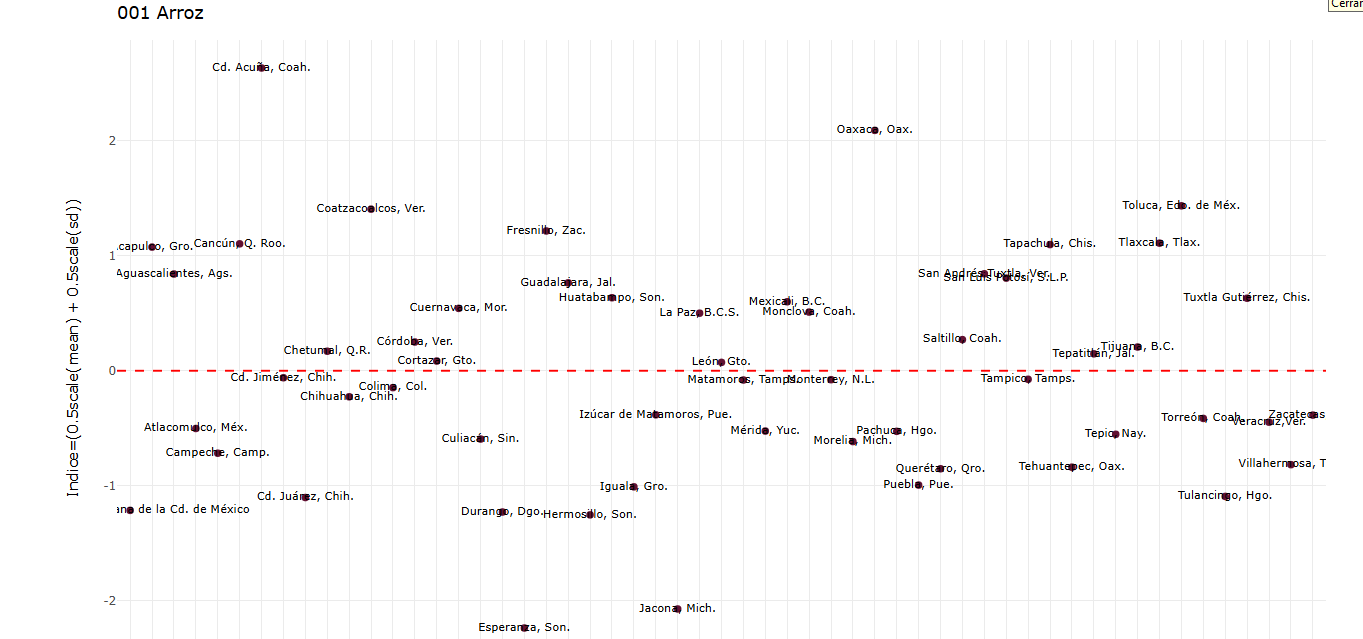 Cerrar
001 Arroz
Indice=(0.5scale(mean) + 0.5scale(sd))
2
1
0
-1
-2
Cd. Acuña, Coah.
Oaxaca, Oax.
Coatzacoalcos, Ver.
Toluca, Edo. de Méx.
Fresnillo, Zac.
capulco, Gro.
Cancún, Q. Roo.
Tapachula, Chis.
Tlaxcala, Tlax.
Aguascalientes, Ags.
San Andrés Tuxtla, Ver.
San Luis Potosí, S.L.P.
Guadalajara, Jal.
Huatabampo, Son.
Tuxtla Gutiérrez, Chis.
Mexicali, B.C.
Cuernavaca, Mor.
La Paz, B.C.S.
Monclova, Coah.
Córdoba, Ver.
Saltillo, Coah.
Chetumal, Q.R.
Tijuana, B.C.
Tepatitlán, Jal.
Cortazar, Gto.
León, Gto.
Cd. Jiménez, Chih.
Matamoros, Tamps.
Monterrey, N.L.
Tampico, Tamps.
Colima, Col.
Chihuahua, Chih.
Izúcar de Matamoros, Pue.
Zacatecas
Torreón, Coah.
Veracruz,Ver.
Atlacomulco, Méx.
Mérida, Yuc.
Pachuca, Hgo.
Tepic, Nay.
Culiacán, Sin.
Morelia, Mich.
Campeche, Camp.
Villahermosa, T
Querétaro, Qro.
Tehuantepec, Oax.
Puebla, Pue.
Iguala, Gro.
Cd. Juárez, Chih.
Tulancingo, Hgo.
ana de la Cd. de México
Durango, Dgo.
Hermosillo, Son.
Jacona, Mich.
Esperanza, Son.